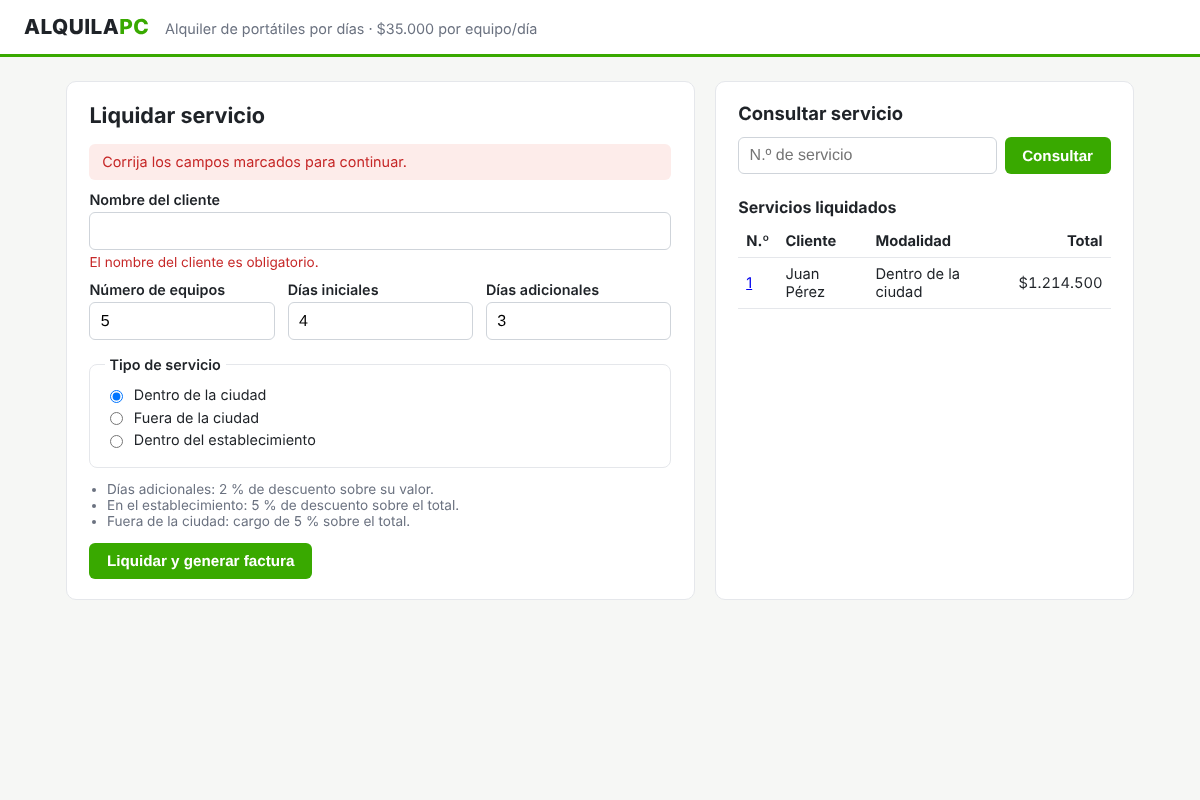 ALQUILAPC Alquiler de portátiles por días · $35.000 por equipo/día
Liquidar servicio
Corrija los campos marcados para continuar.
Nombre del cliente
El nombre del cliente es obligatorio.
Número de equipos Días iniciales Días adicionales
5 4 3
Tipo de servicio
Dentro de la ciudad
Fuera de la ciudad
Dentro del establecimiento
Días adicionales: 2 % de descuento sobre su valor.
En el establecimiento: 5 % de descuento sobre el total.
Fuera de la ciudad: cargo de 5 % sobre el total.
Liquidar y generar factura
Consultar servicio
N.º de servicio Consultar
Servicios liquidados
N.º Cliente Modalidad Total
1 Juan Pérez Dentro de la ciudad $1.214.500